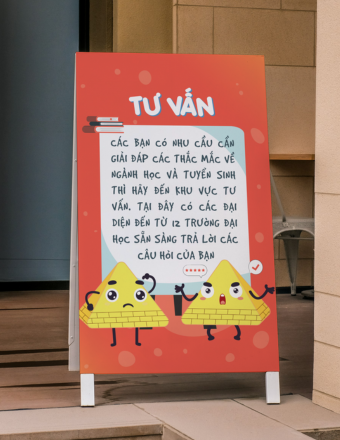 TƯ VẤN
CÁC BẠN CÓ NHU CẦU CẦN
GIẢI ĐÁP CÁC THẮC MẮC VỀ
NGÀNH HỌC VÀ TUYỂN SINH
THÌ HÃY ĐẾN KHU VỰC TƯ
VẤN. TẠI ĐÂY CÓ CÁC ĐẠI
DIỆN ĐẾN TỪ 12 TRƯỜNG ĐẠI
HỌC SẴN SÀNG TRẢ LỜI CÁC
CÂU HỎI CỦA BẠN